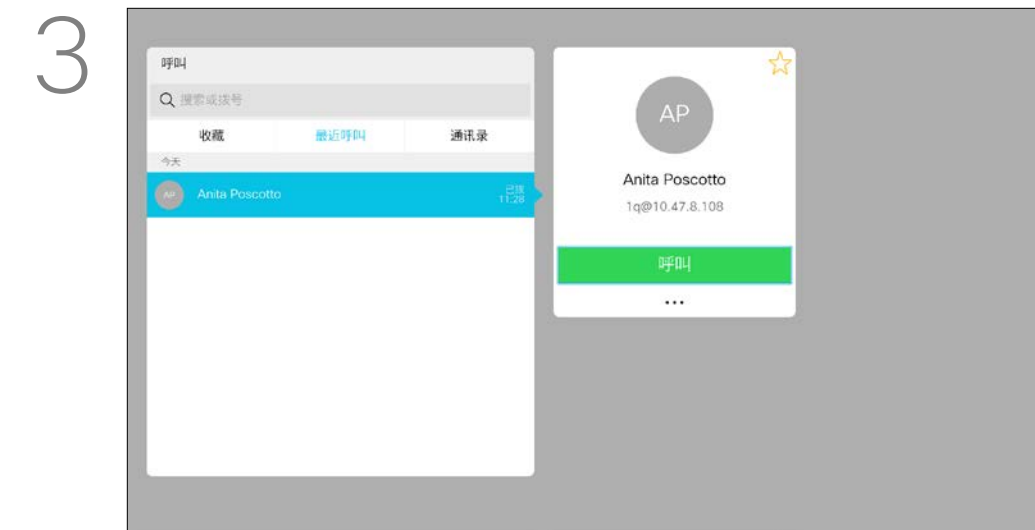 3
呼叫
搜索或拨号
收藏 最近呼叫 通讯录
今天
AP Anita Poscotto 已拨 11:28
AP
Anita Poscotto
1q@10.47.8.108
呼叫
•••